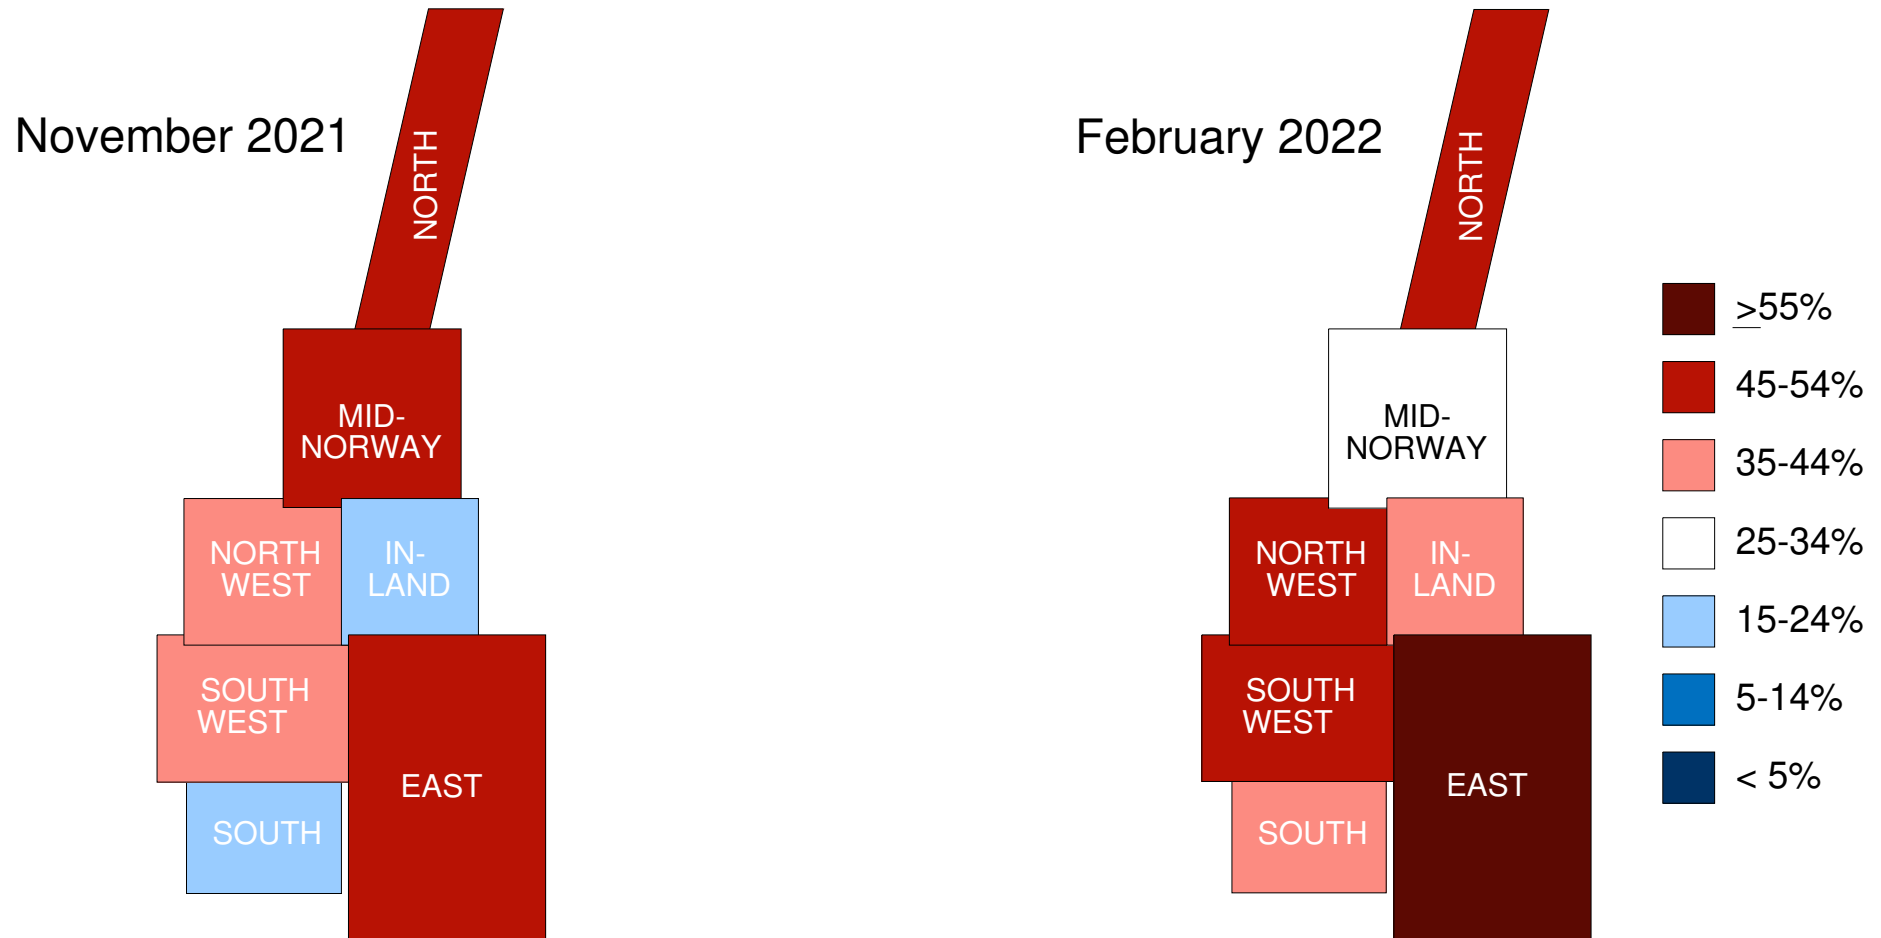 November 2021
NORTH
MID-
NORWAY
NORTH
WEST
IN-
LAND
SOUTH
WEST
EAST
SOUTH
February 2022
NORTH
MID-
NORWAY
NORTH
WEST
IN-
LAND
SOUTH
WEST
EAST
SOUTH
≥55%
45-54%
35-44%
25-34%
15-24%
5-14%
< 5%